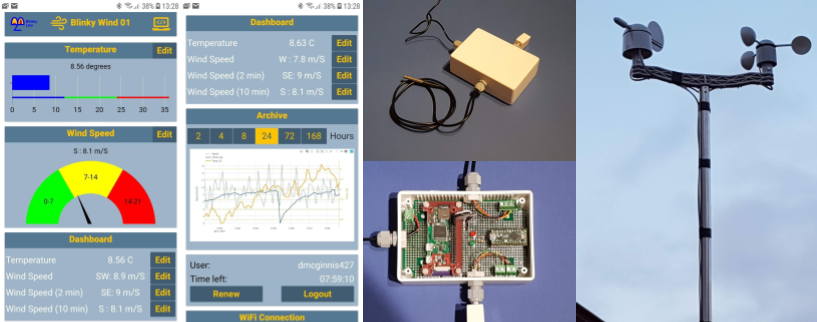 38% 13:28
Blinky Wind 01
Temperature Edit
8.56 degrees
0 5 10 15 20 25 30 35
Wind Speed Edit
S : 8.1 m/s
7-14
0-7
14-21
Dashboard
Temperature 8.56 C Edit
Wind Speed SW: 8.9 m/s Edit
Wind Speed (2 min) SE: 9 m/s Edit
Wind Speed (10 min) S : 8.1 m/s Edit
38% 13:28
Dashboard
Temperature 8.63 C Edit
Wind Speed W : 7.8 m/s Edit
Wind Speed (2 min) SE: 9 m/s Edit
Wind Speed (10 min) S : 8.1 m/s Edit
Archive
2 4 8 24 72 168 Hours
User: dmcginnis427
Time left: 07:59:10
Renew Logout
WiFi Connection